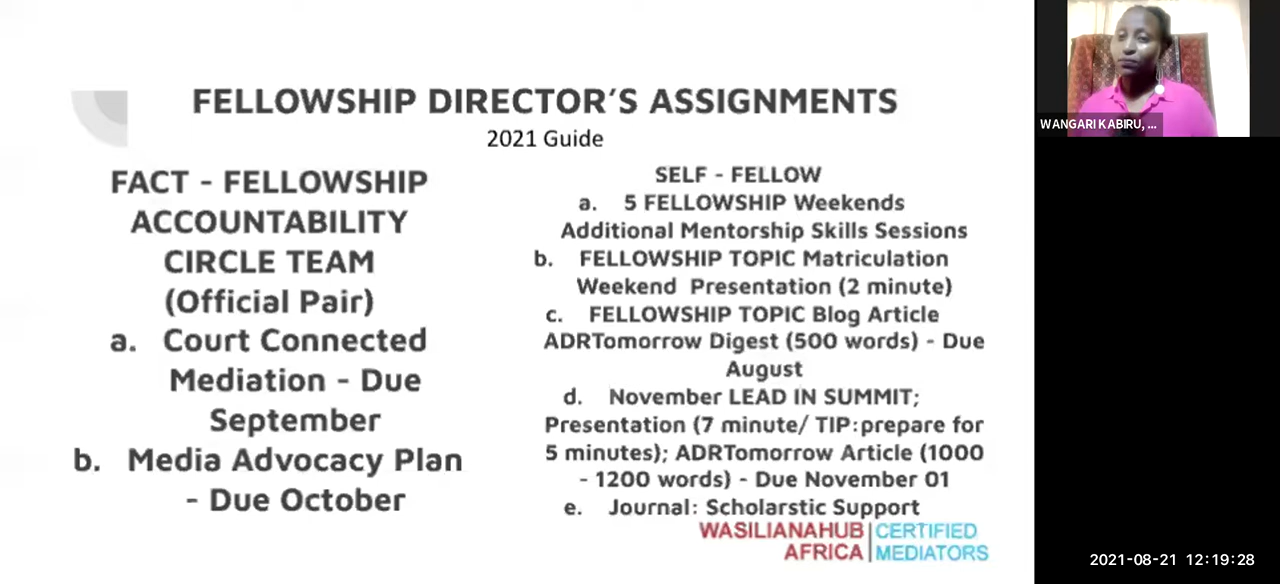 FELLOWSHIP DIRECTOR'S ASSIGNMENTS
2021 Guide
FACT - FELLOWSHIP
ACCOUNTABILITY
CIRCLE TEAM
(Official Pair)
a. Court Connected
Mediation - Due
September
b. Media Advocacy Plan
- Due October
SELF - FELLOW
a. 5 FELLOWSHIP Weekends
Additional Mentorship Skills Sessions
b. FELLOWSHIP TOPIC Matriculation
Weekend Presentation (2 minute)
c. FELLOWSHIP TOPIC Blog Article
ADRTomorrow Digest (500 words) - Due
August
d. November LEAD IN SUMMIT;
Presentation (7 minute/ TIP:prepare for
5 minutes); ADRTomorrow Article (1000
- 1200 words) - Due November 01
e. Journal: Scholarstic Support
WASILIANAHUB
AFRICA
CERTIFIED
MEDIATORS
WANGARI KABIRU, ...
2021-08-21 12:19:28